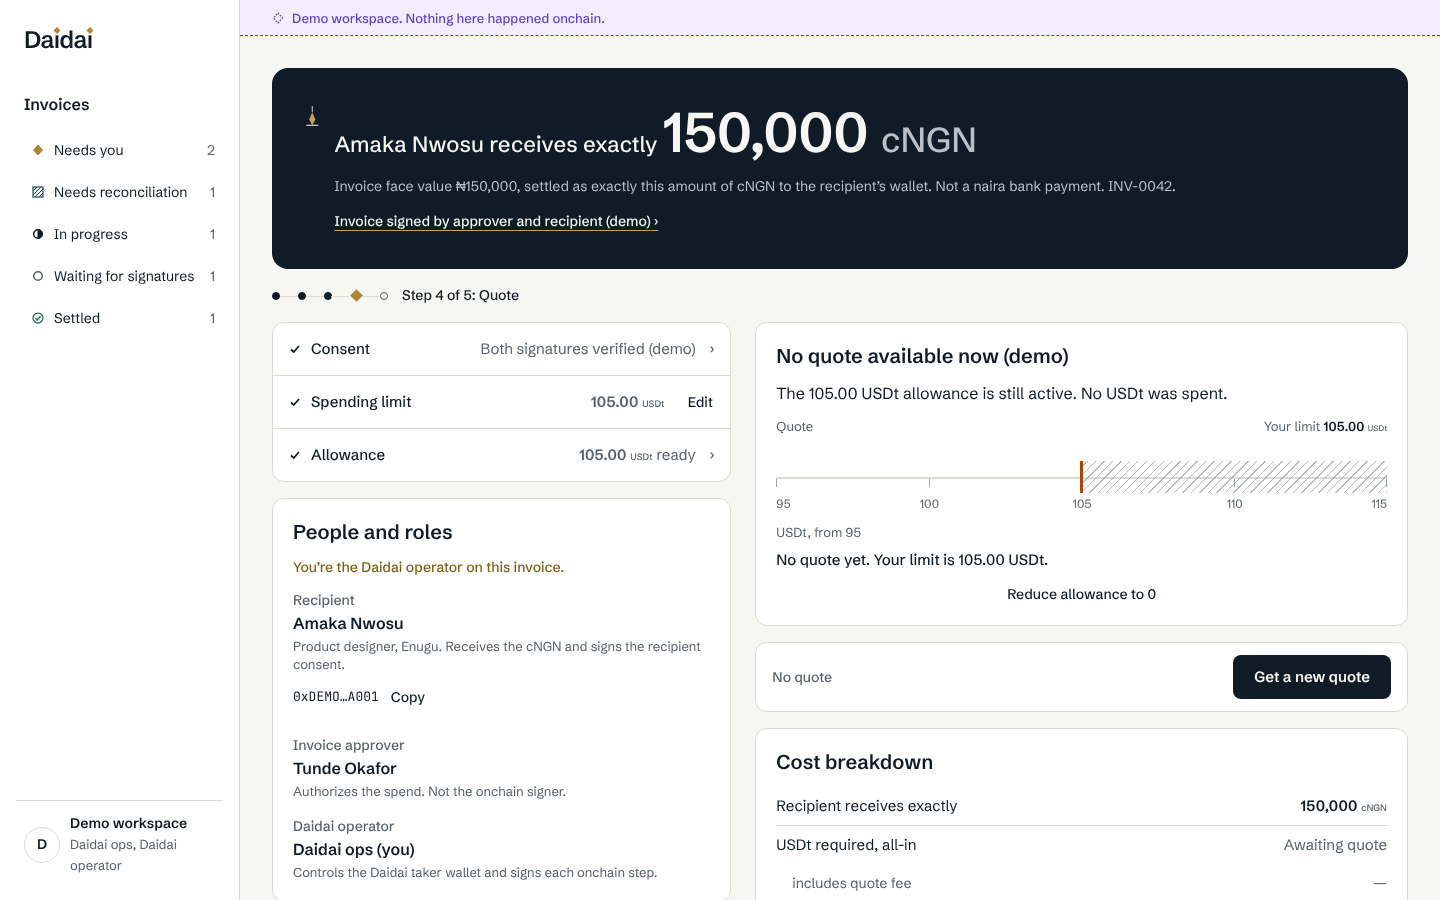 Daidai
Invoices
Needs you 2
Needs reconciliation 1
In progress 1
Waiting for signatures 1
Settled 1
D
Demo workspace
Daidai ops, Daidai
operator
Demo workspace. Nothing here happened onchain.
Amaka Nwosu receives exactly 150,000 cNGN
Invoice face value ₦150,000, settled as exactly this amount of cNGN to the recipient’s wallet. Not a naira bank payment. INV-0042.
Invoice signed by approver and recipient (demo) ›
Step 4 of 5: Quote
Consent Both signatures verified (demo) ›
Spending limit 105.00 USDt Edit
Allowance 105.00 USDt ready ›
People and roles
You’re the Daidai operator on this invoice.
Recipient
Amaka Nwosu
Product designer, Enugu. Receives the cNGN and signs the recipient
consent.
0xDEMO…A001 Copy
Invoice approver
Tunde Okafor
Authorizes the spend. Not the onchain signer.
Daidai operator
Daidai ops (you)
Controls the Daidai taker wallet and signs each onchain step.
No quote available now (demo)
The 105.00 USDt allowance is still active. No USDt was spent.
Quote Your limit 105.00 USDt
95 100 105 110 115
USDt, from 95
No quote yet. Your limit is 105.00 USDt.
Reduce allowance to 0
No quote Get a new quote
Cost breakdown
Recipient receives exactly 150,000 cNGN
USDt required, all-in Awaiting quote
includes quote fee —